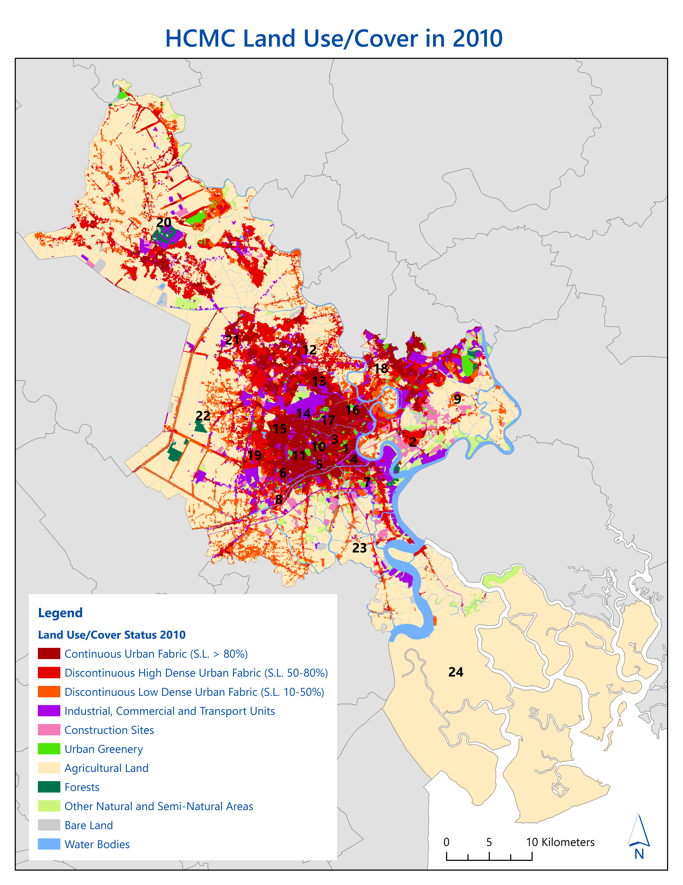 HCMC Land Use/Cover in 2010
20
21
12
18
13
9
14
16
22
17
15
2
3
10
1
19
11
4
5
6
7
8
23
24
Legend
Land Use/Cover Status 2010
Continuous Urban Fabric (S.L. > 80%)
Discontinuous High Dense Urban Fabric (S.L. 50-80%)
Discontinuous Low Dense Urban Fabric (S.L. 10-50%)
Industrial, Commercial and Transport Units
Construction Sites
Urban Greenery
Agricultural Land
Forests
Other Natural and Semi-Natural Areas
Bare Land
Water Bodies
0 5 10 Kilometers
N